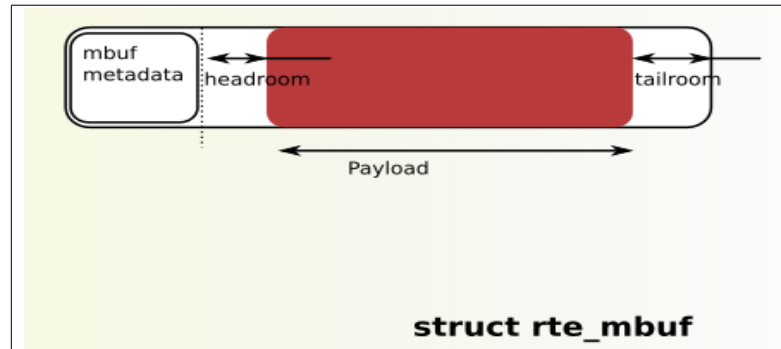 mbuf
metadata
headroom
tailroom
Payload
struct rte_mbuf